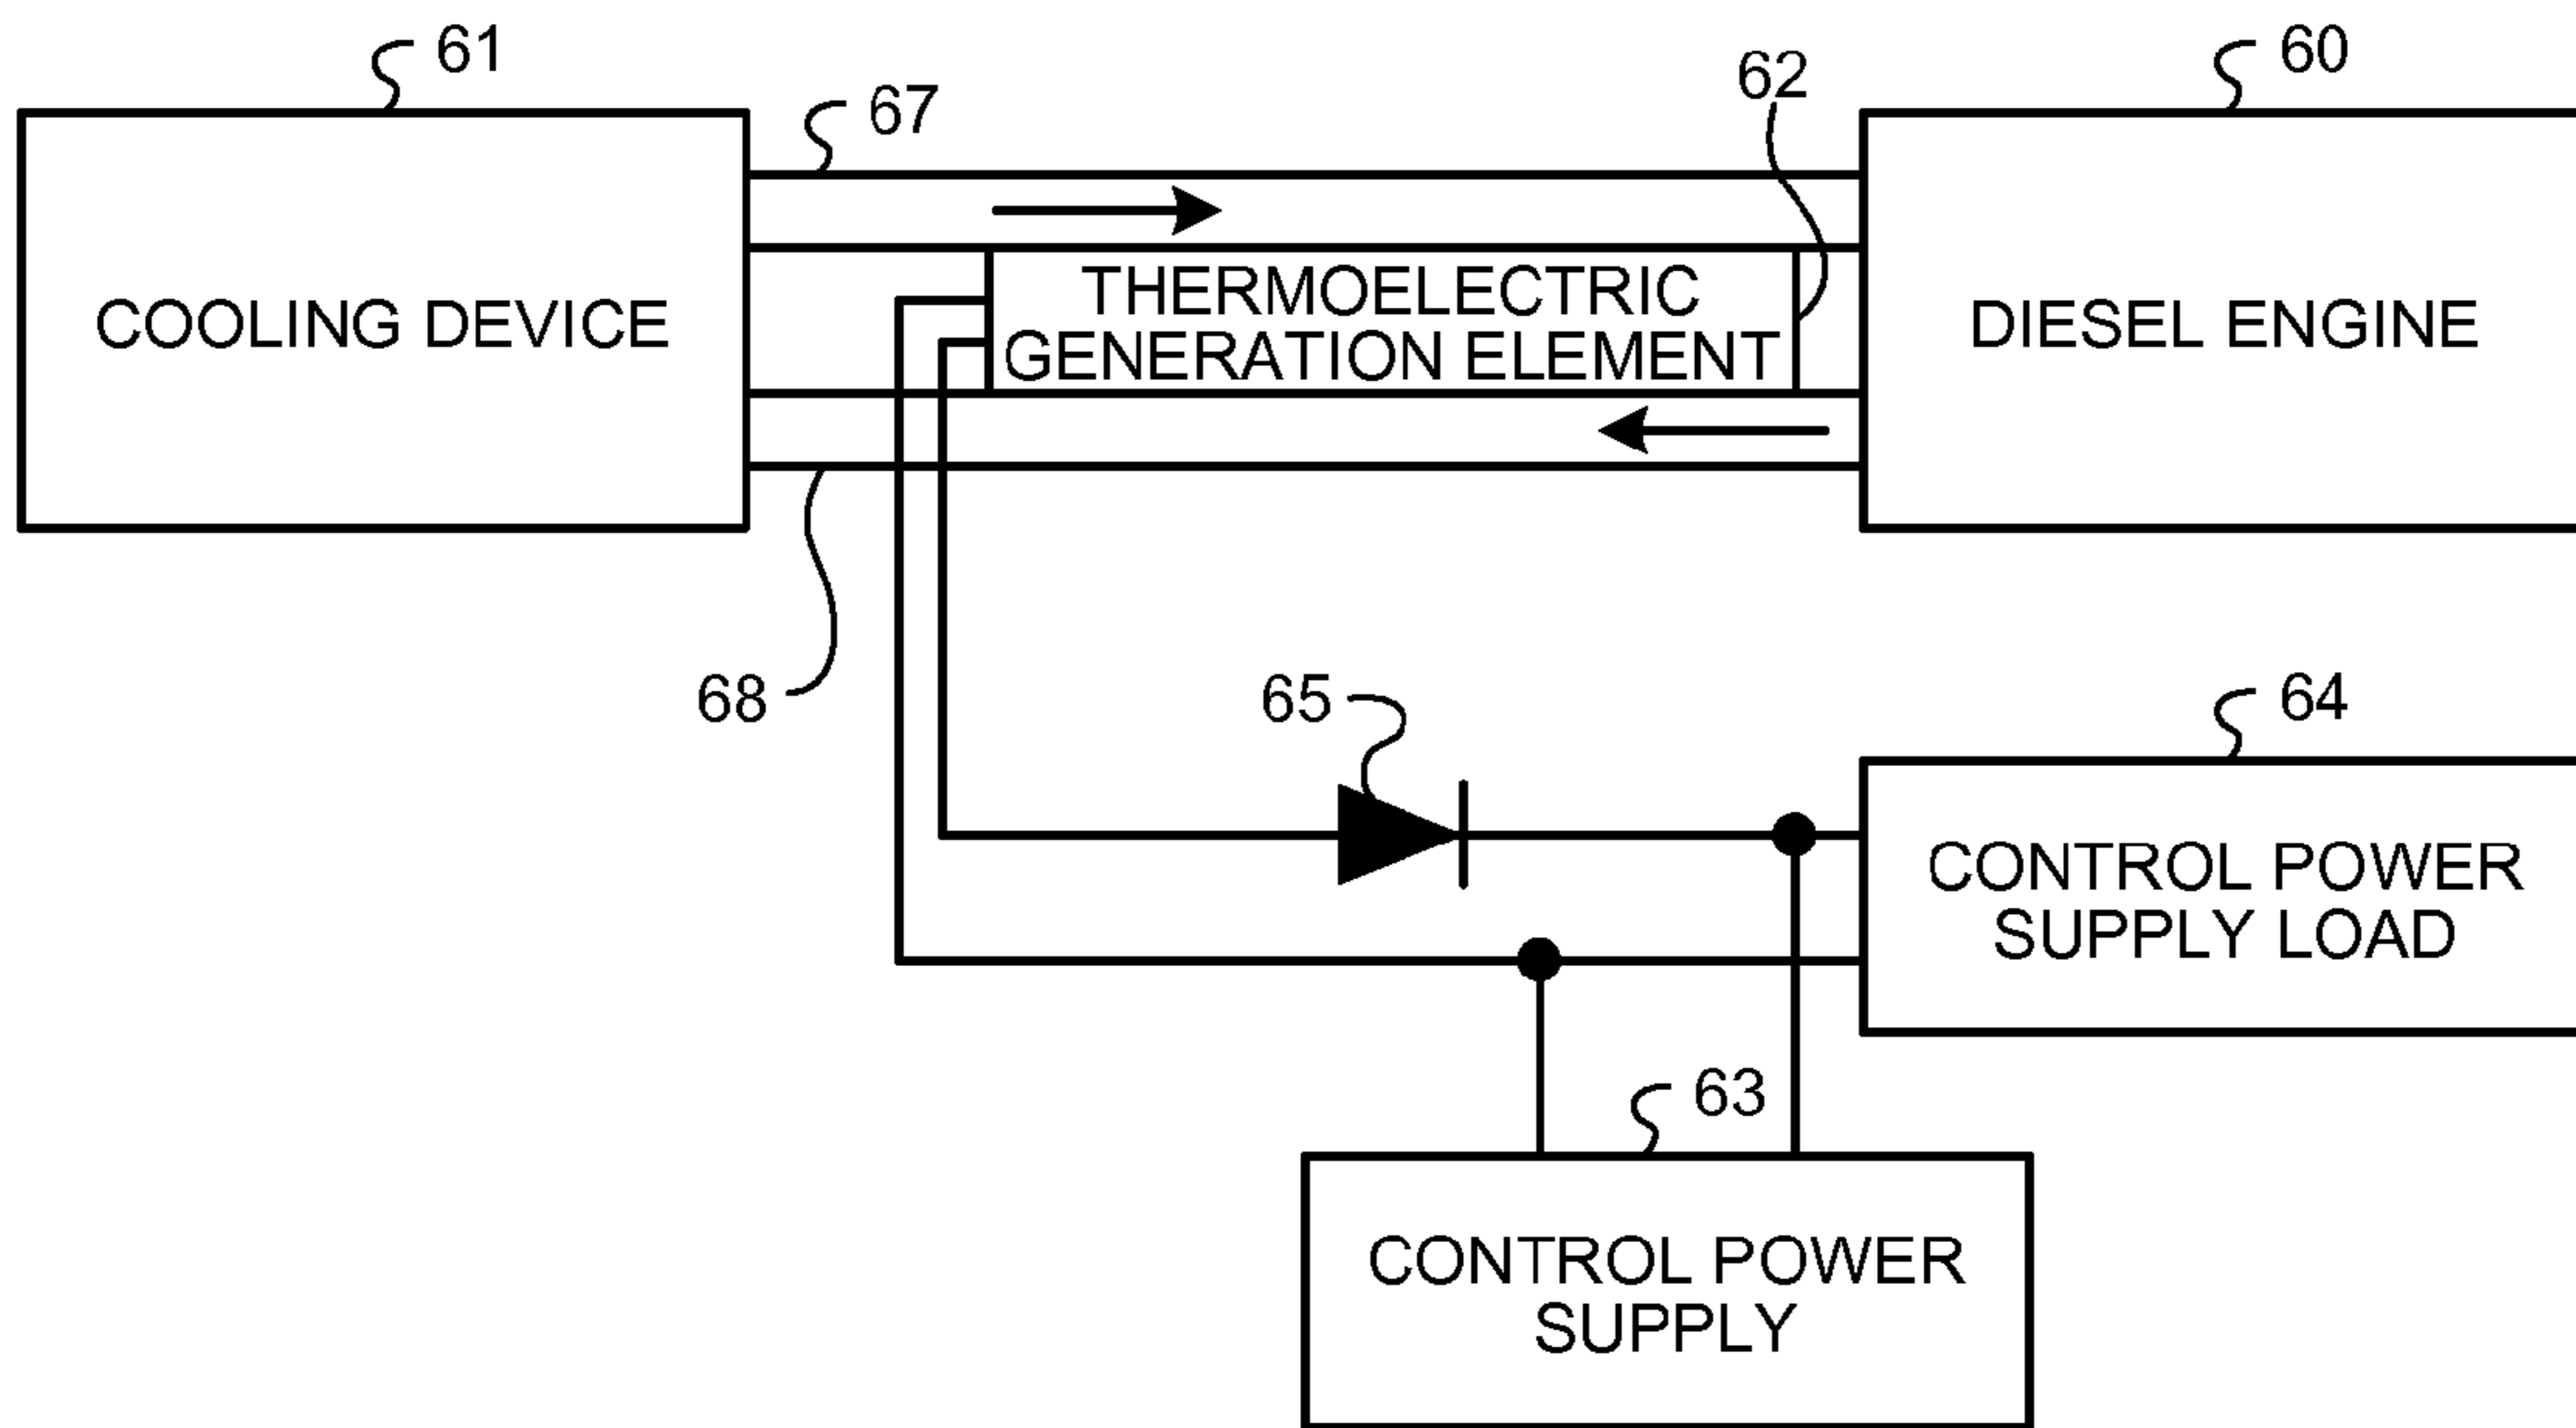 61
60
62
67
COOLING DEVICE
THERMOELECTRIC
GENERATION ELEMENT
DIESEL ENGINE
68
65
64
CONTROL POWER
SUPPLY LOAD
63
CONTROL POWER
SUPPLY